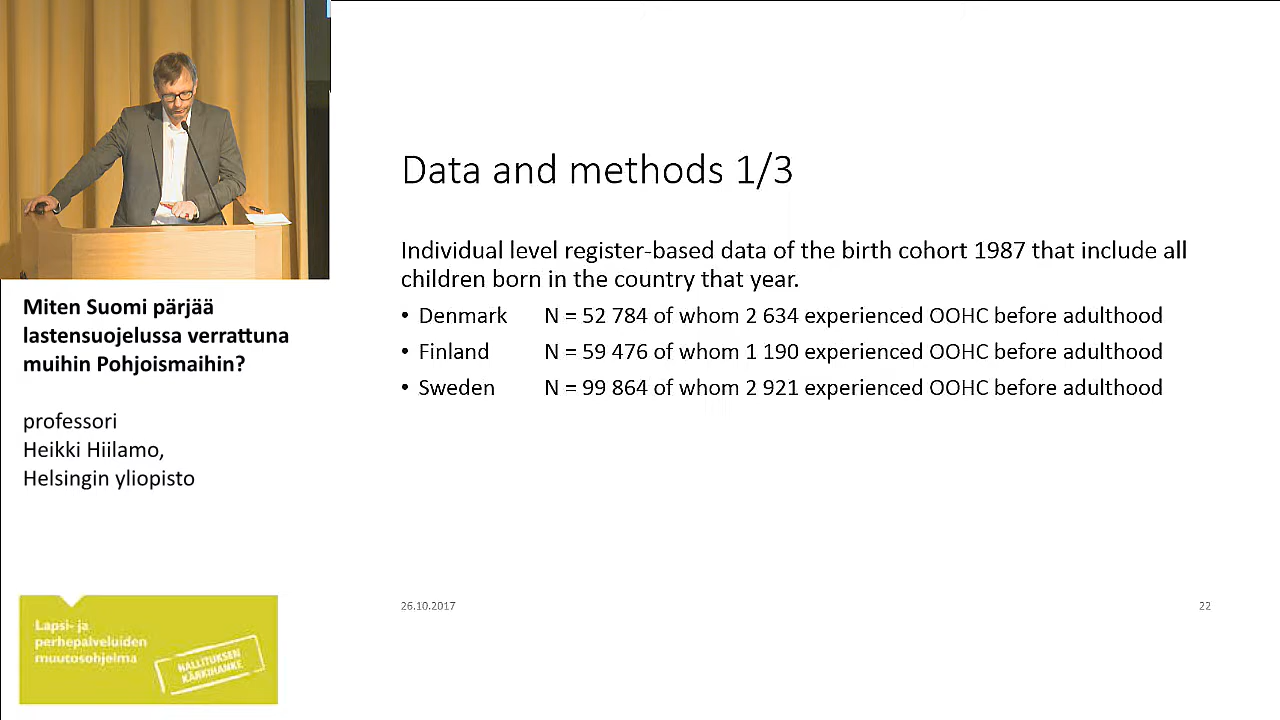 Data and methods 1/3
Individual level register-based data of the birth cohort 1987 that include all
children born in the country that year.
• Denmark N = 52 784 of whom 2 634 experienced OOHC before adulthood
• Finland N = 59 476 of whom 1 190 experienced OOHC before adulthood
• Sweden N = 99 864 of whom 2 921 experienced OOHC before adulthood
26.10.2017
22
Miten Suomi pärjää
lastensuojelussa verrattuna
muihin Pohjoismaihin?
professori
Heikki Hiilamo,
Helsingin yliopisto
Lapsi- ja
perhepalveluiden
muutosohjelma
HALLITUKSEN
KÄRKIHANKE